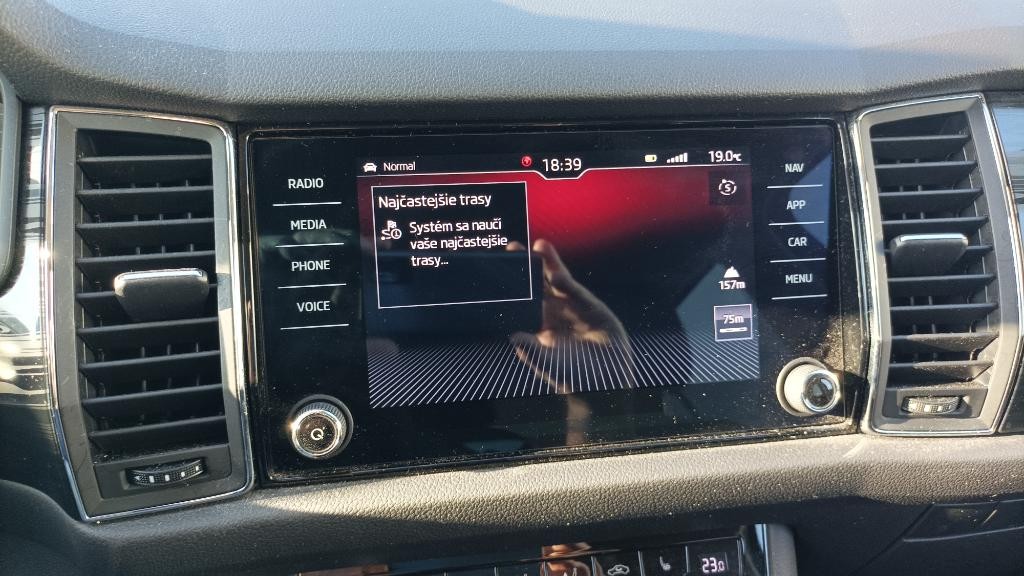 Normal
18:39
19.0°C
RADIO
MEDIA
PHONE
VOICE
Najčastejšie trasy
Systém sa naučí
vaše najčastejšie
trasy...
157m
75m
NAV
APP
CAR
MENU
23.0